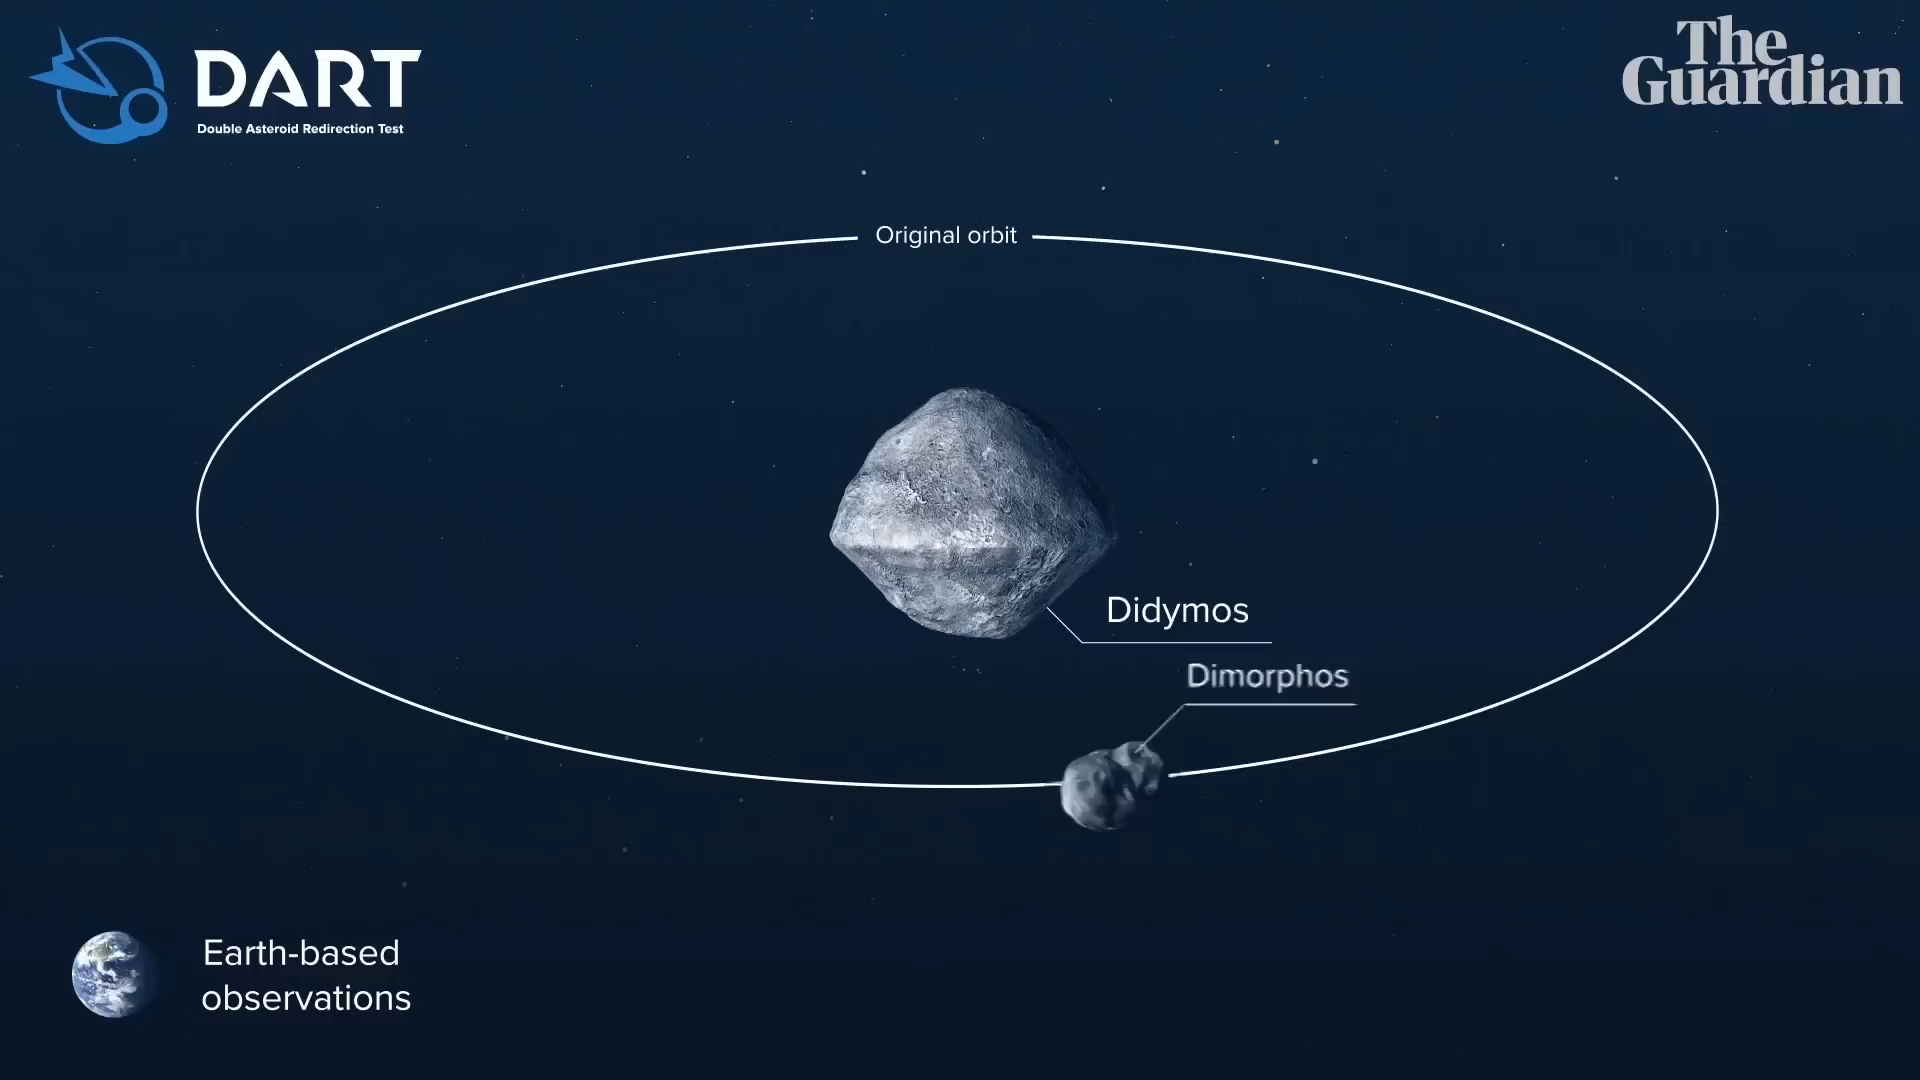 DART
Double Asteroid Redirection Test
The
Guardian
Original orbit
Didymos
Dimorphos
Earth-based
observations